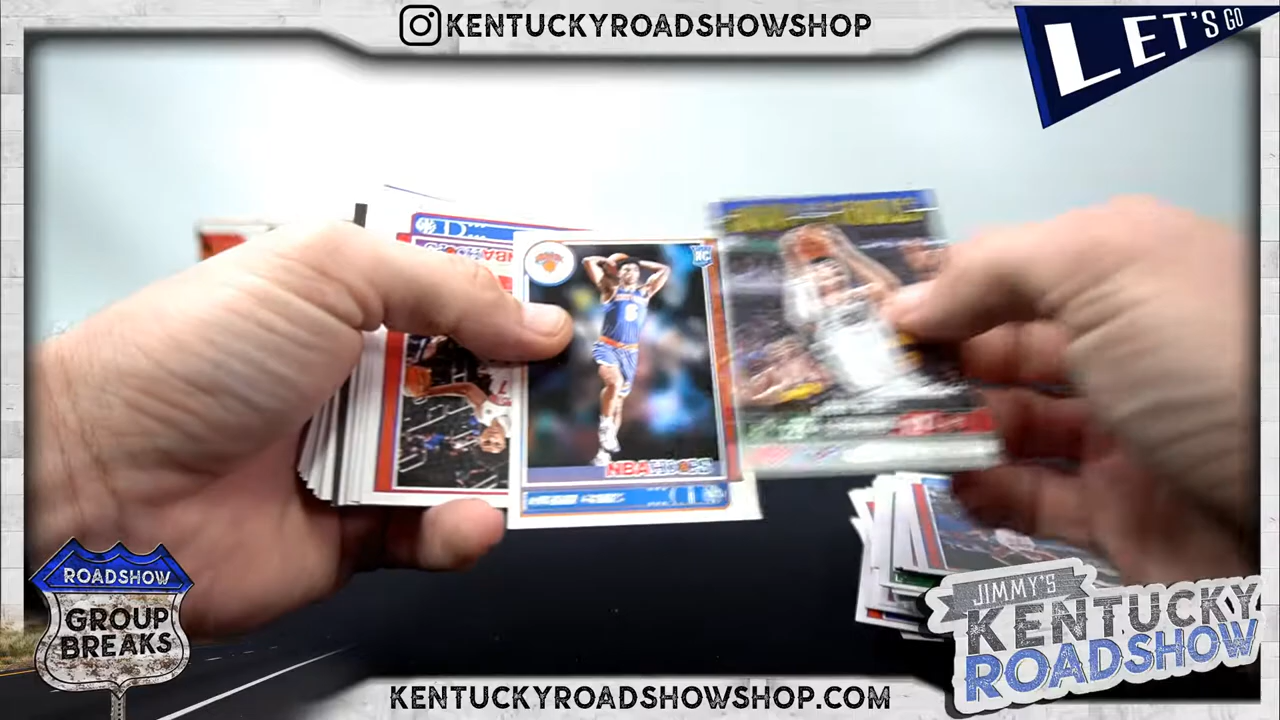 KENTUCKYROADSHOWSHOP
LET'S GO
NBA HOOPS
RC
ROADSHOW
GROUP
BREAKS
JIMMY'S
KENTUCKY
ROADSHOW
KENTUCKYROADSHOWSHOP.COM